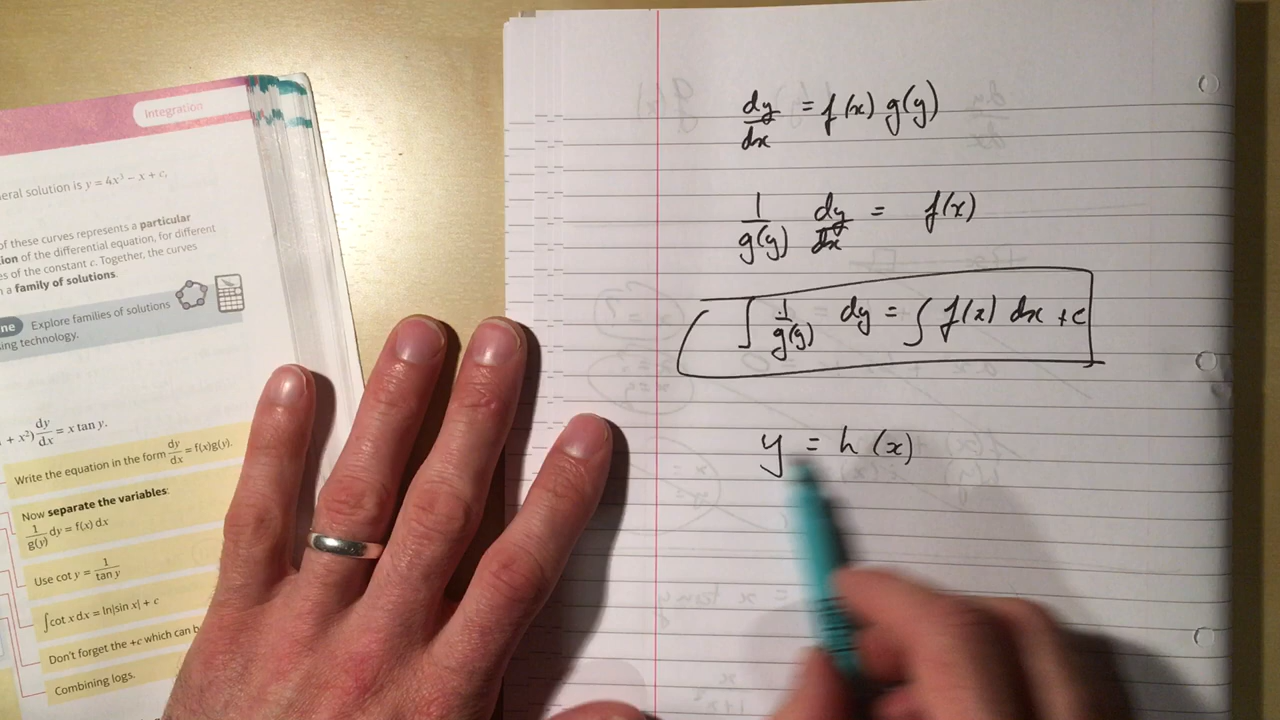 Integration
eral solution is y = 4x³ − x + c,
of these curves represents a particular
ion of the differential equation, for different
es of the constant c. Together, the curves
a family of solutions.
ne Explore families of solutions
ing technology.
+ x²) dy/dx = x tan y.
Write the equation in the form dy/dx = f(x)g(y).
Now separate the variables:
1/g(y) dy = f(x) dx
Use cot y = 1/tan y
∫cot x dx = ln|sin x| + c
Don't forget the +c which can b
Combining logs.
dy/dx = f(x) g(y)
1/g(y) dy/dx = f(x)
∫ 1/g(y) dy = ∫ f(x) dx + c
y = h(x)